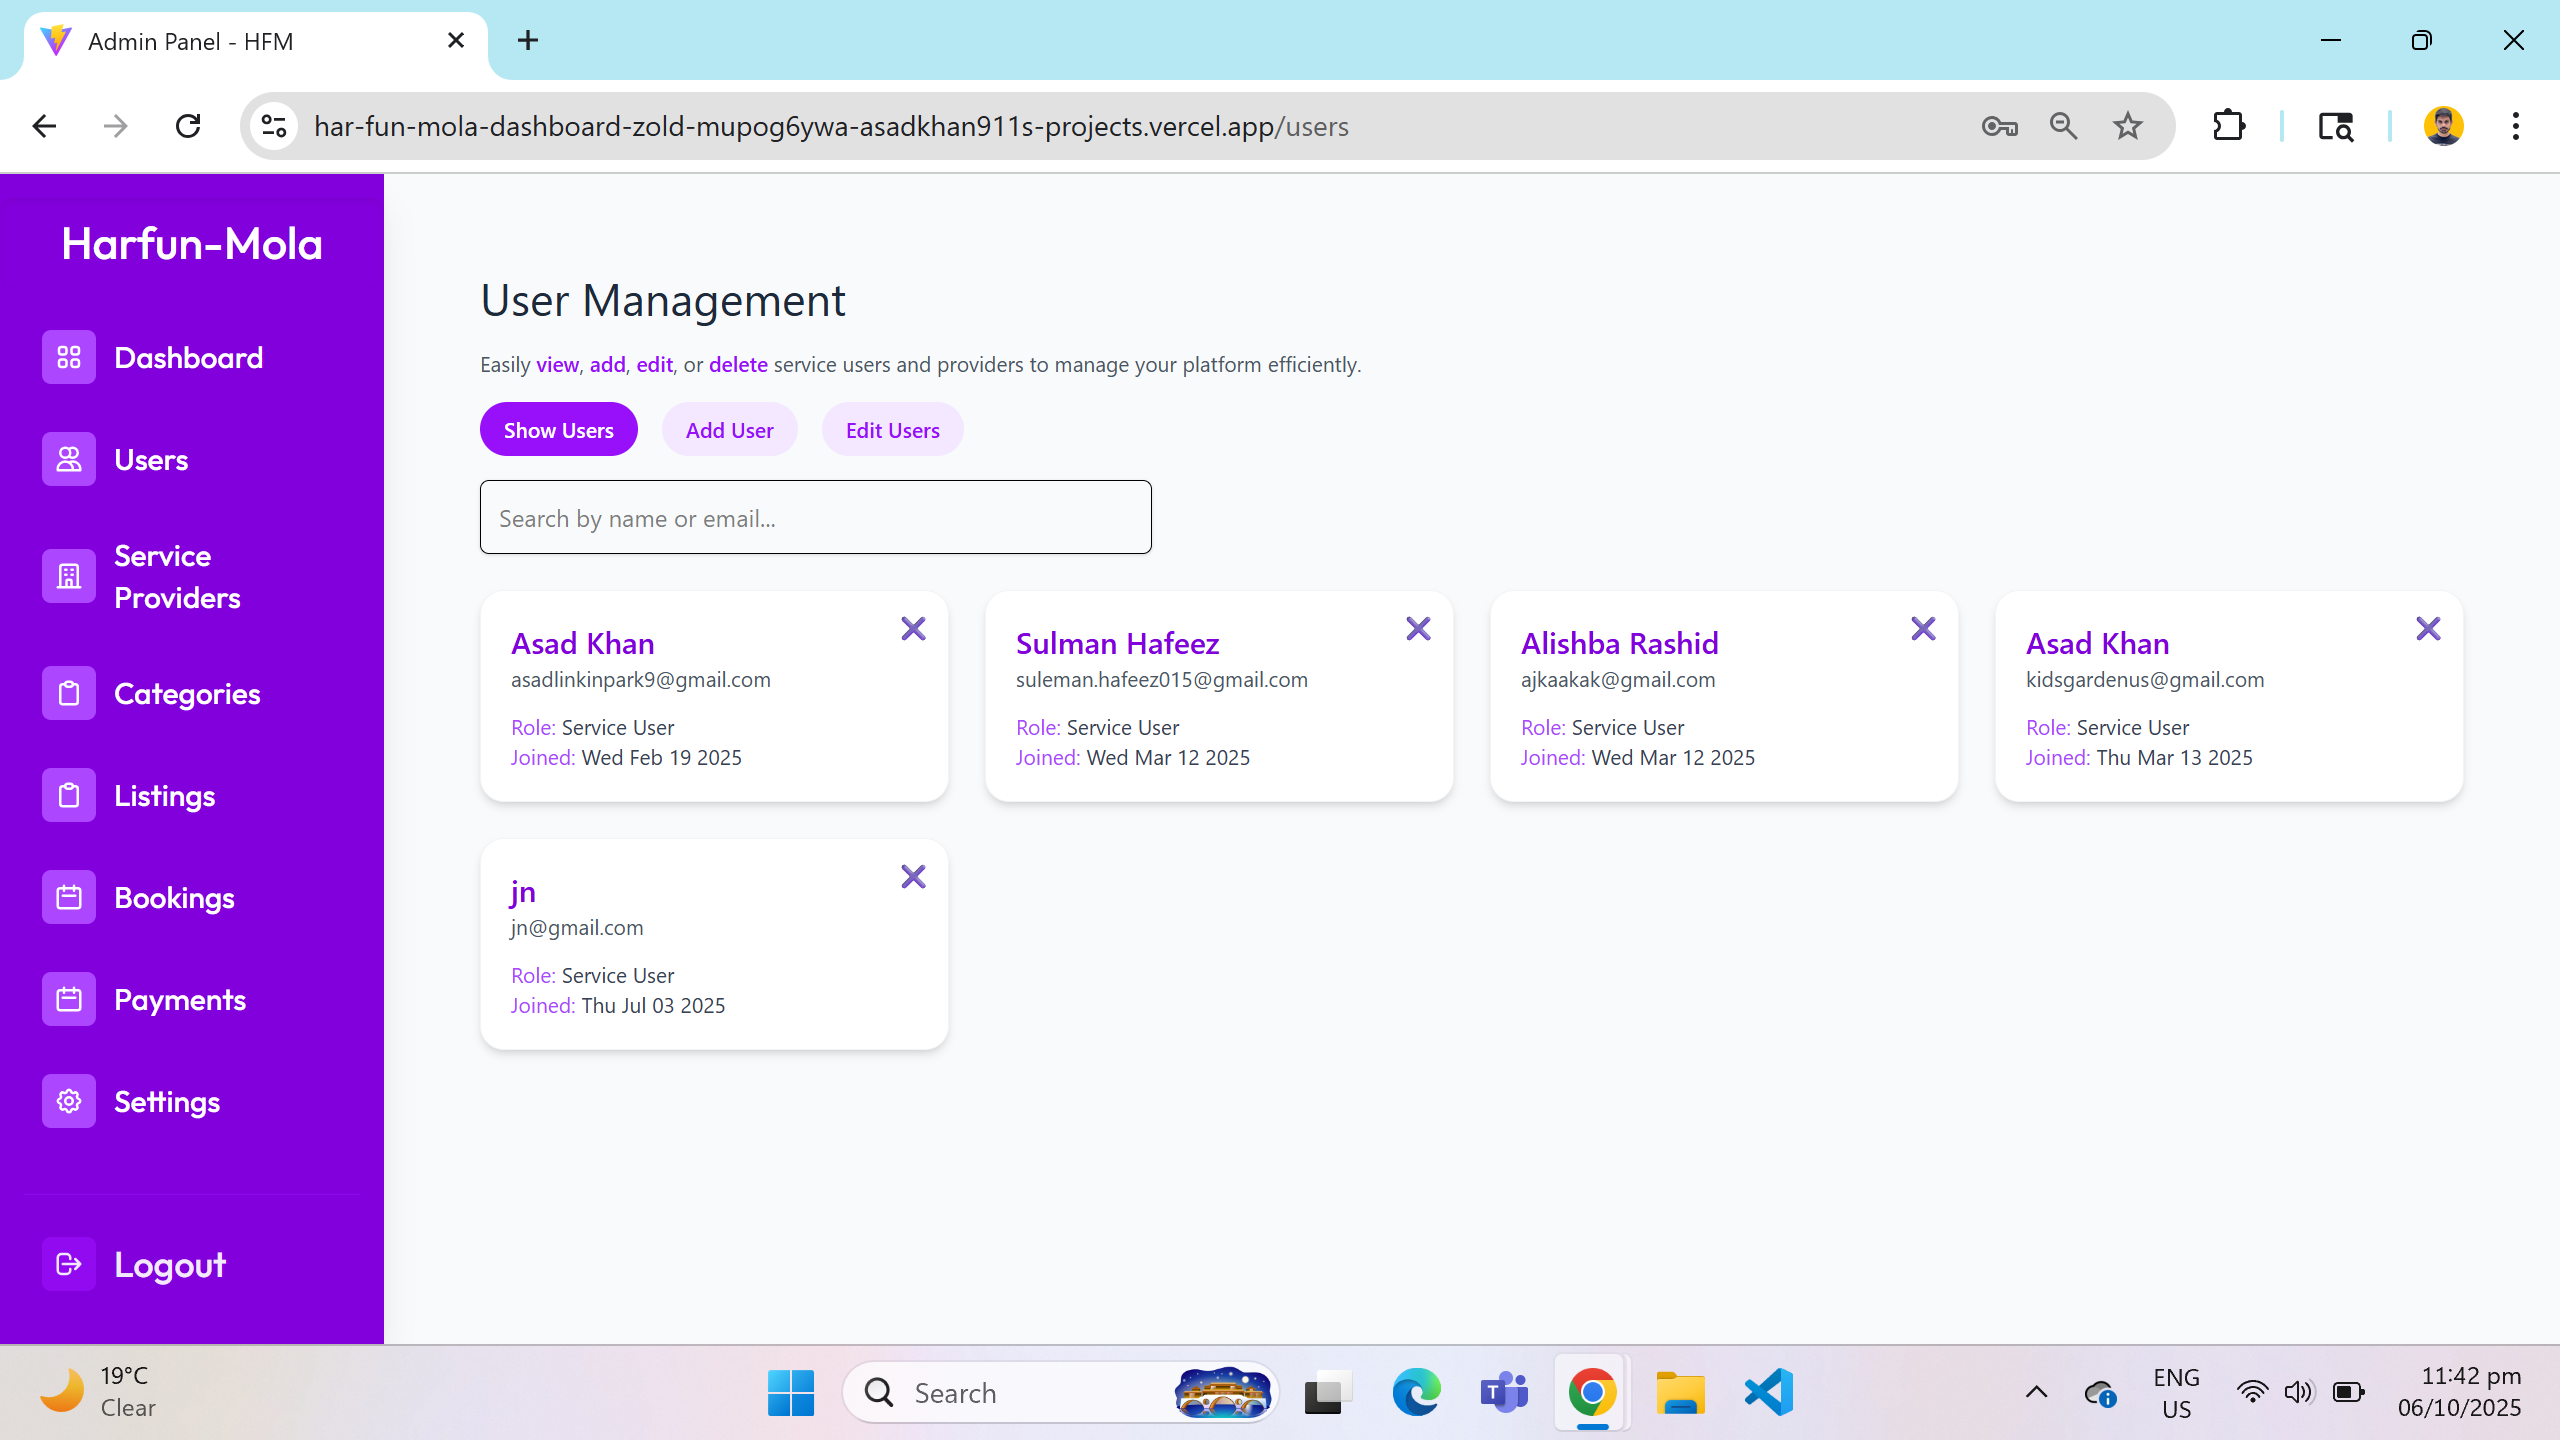 Admin Panel - HFM
har-fun-mola-dashboard-zold-mupog6ywa-asadkhan911s-projects.vercel.app/users
Harfun-Mola
Dashboard
Users
Service
Providers
Categories
Listings
Bookings
Payments
Settings
Logout
User Management
Easily view, add, edit, or delete service users and providers to manage your platform efficiently.
Show Users
Add User
Edit Users
Search by name or email...
Asad Khan
asadlinkinpark9@gmail.com
Role: Service User
Joined: Wed Feb 19 2025
Sulman Hafeez
suleman.hafeez015@gmail.com
Role: Service User
Joined: Wed Mar 12 2025
Alishba Rashid
ajkaakak@gmail.com
Role: Service User
Joined: Wed Mar 12 2025
Asad Khan
kidsgardenus@gmail.com
Role: Service User
Joined: Thu Mar 13 2025
jn
jn@gmail.com
Role: Service User
Joined: Thu Jul 03 2025
19°C
Clear
Search
T
ENG
US
11:42 pm
06/10/2025